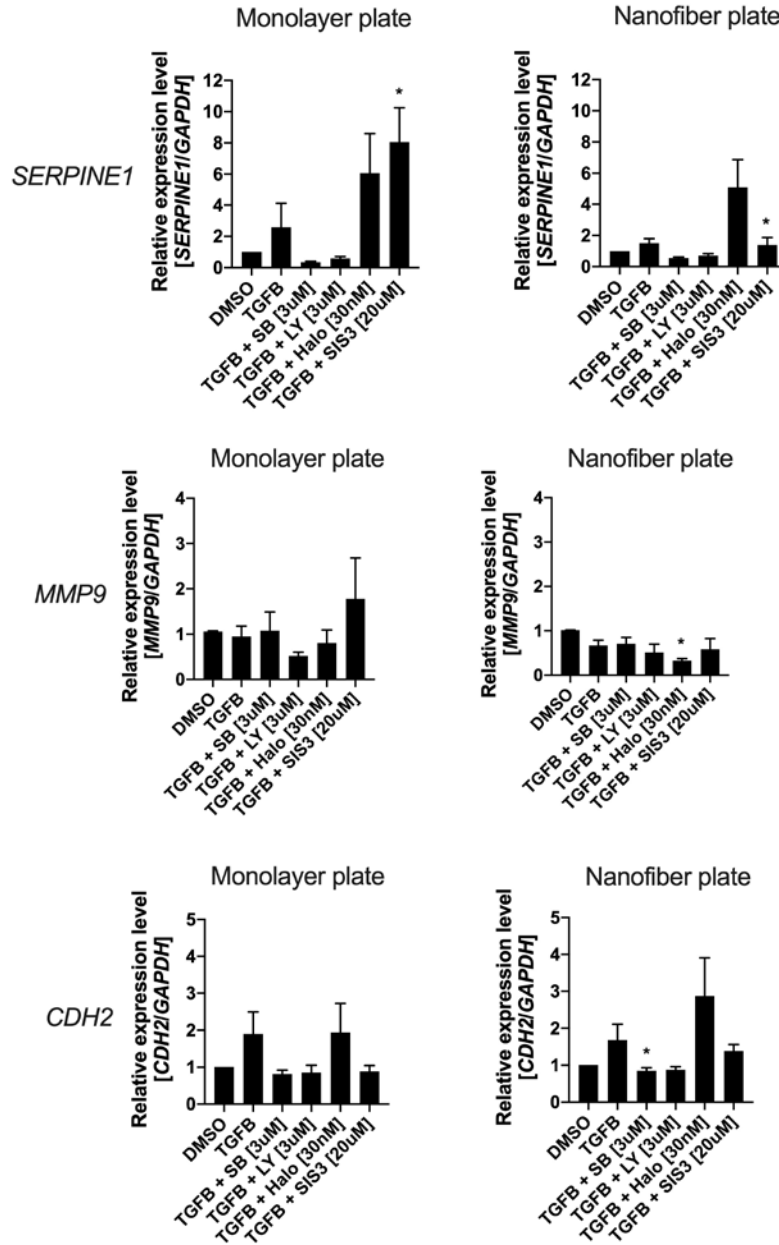 Monolayer plate
Nanofiber plate
SERPINE1
Relative expression level
[SERPINE1/GAPDH]
12
10
8
6
4
2
0
*
DMSO
TGFB
TGFB + SB [3uM]
TGFB + LY [3uM]
TGFB + Halo [30nM]
TGFB + SIS3 [20uM]
Relative expression level
[SERPINE1/GAPDH]
12
10
8
6
4
2
0
*
DMSO
TGFB
TGFB + SB [3uM]
TGFB + LY [3uM]
TGFB + Halo [30nM]
TGFB + SIS3 [20uM]
Monolayer plate
Nanofiber plate
MMP9
Relative expression level
[MMP9/GAPDH]
4
3
2
1
0
DMSO
TGFB
TGFB + SB [3uM]
TGFB + LY [3uM]
TGFB + Halo [30nM]
TGFB + SIS3 [20uM]
Relative expression level
[MMP9/GAPDH]
4
3
2
1
0
*
DMSO
TGFB
TGFB + SB [3uM]
TGFB + LY [3uM]
TGFB + Halo [30nM]
TGFB + SIS3 [20uM]
Monolayer plate
Nanofiber plate
CDH2
Relative expression level
[CDH2/GAPDH]
5
4
3
2
1
0
DMSO
TGFB
TGFB + SB [3uM]
TGFB + LY [3uM]
TGFB + Halo [30nM]
TGFB + SIS3 [20uM]
Relative expression level
[CDH2/GAPDH]
5
4
3
2
1
0
*
DMSO
TGFB
TGFB + SB [3uM]
TGFB + LY [3uM]
TGFB + Halo [30nM]
TGFB + SIS3 [20uM]